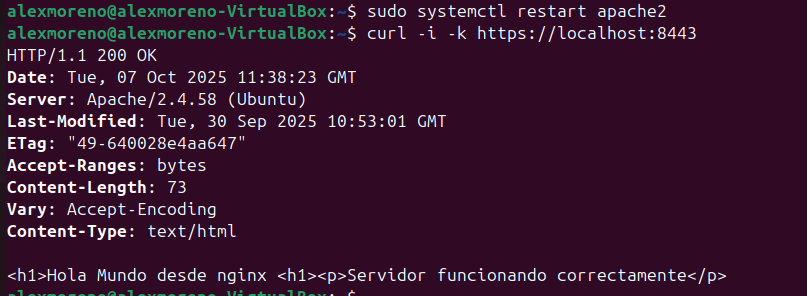 alexmoreno@alexmoreno-VirtualBox:~$ sudo systemctl restart apache2
alexmoreno@alexmoreno-VirtualBox:~$ curl -i -k https://localhost:8443
HTTP/1.1 200 OK
Date: Tue, 07 Oct 2025 11:38:23 GMT
Server: Apache/2.4.58 (Ubuntu)
Last-Modified: Tue, 30 Sep 2025 10:53:01 GMT
ETag: "49-640028e4aa647"
Accept-Ranges: bytes
Content-Length: 73
Vary: Accept-Encoding
Content-Type: text/html

<h1>Hola Mundo desde nginx <h1><p>Servidor funcionando correctamente</p>
alexmoreno@alexmoreno-VirtualBox:~$